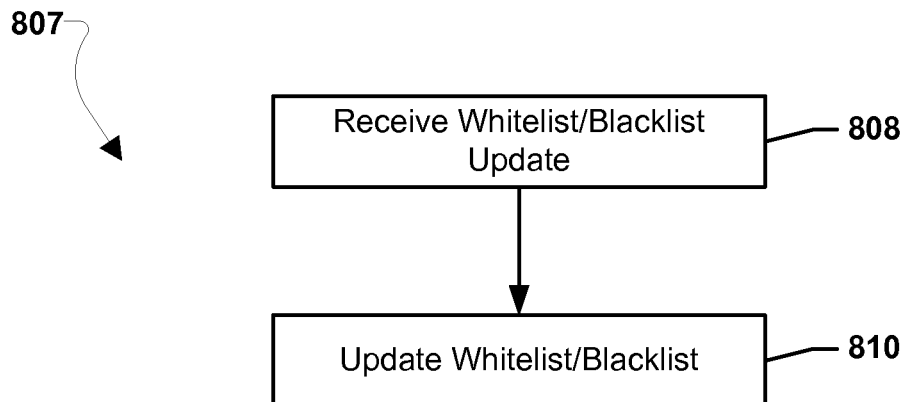 807
Receive Whitelist/Blacklist
Update
808
Update Whitelist/Blacklist
810